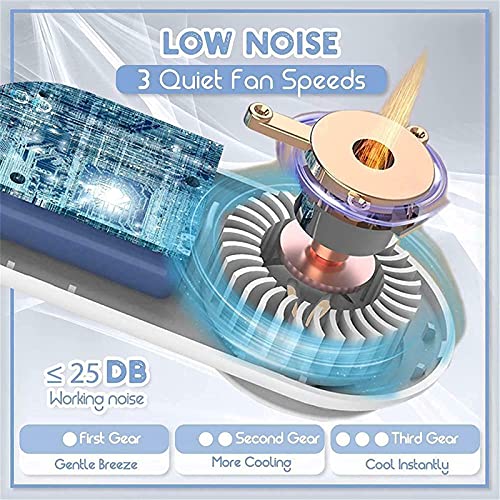 LOW NOISE
3 Quiet Fan Speeds
≤ 25 DB
Working noise
First Gear
Gentle Breeze
Second Gear
More Cooling
Third Gear
Cool Instantly